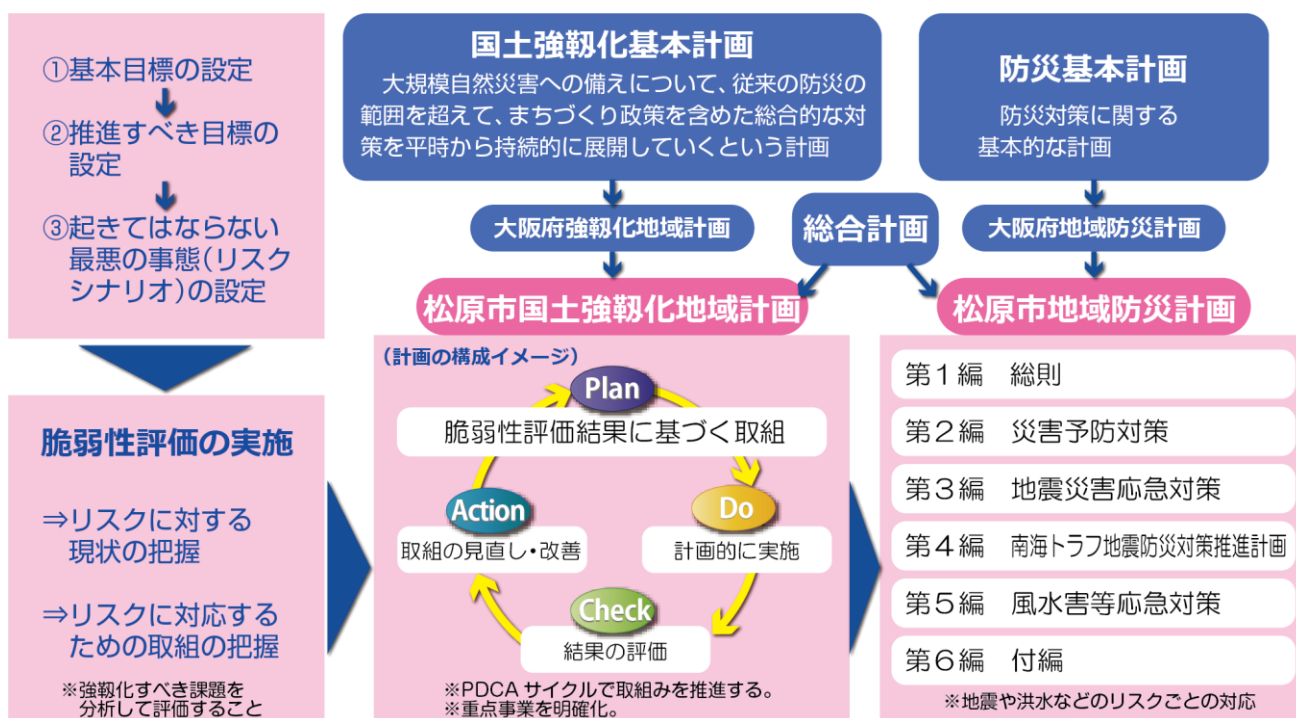 ①基本目標の設定
②推進すべき目標の
設定
③起きてはならない
最悪の事態(リスク
シナリオ)の設定
脆弱性評価の実施
⇒リスクに対する
現状の把握
⇒リスクに対応する
ための取組の把握
※強靱化すべき課題を
分析して評価すること
国土強靱化基本計画
大規模自然災害への備えについて、従来の防災の
範囲を超えて、まちづくり政策を含めた総合的な対
策を平時から持続的に展開していくという計画
防災基本計画
防災対策に関する
基本的な計画
大阪府強靱化地域計画
総合計画
大阪府地域防災計画
松原市国土強靱化地域計画
(計画の構成イメージ)
Plan
脆弱性評価結果に基づく取組
Do
計画的に実施
Check
結果の評価
Action
取組の見直し・改善
※PDCA サイクルで取組みを推進する。
※重点事業を明確化。
松原市地域防災計画
第1編 総則
第2編 災害予防対策
第3編 地震災害応急対策
第4編 南海トラフ地震防災対策推進計画
第5編 風水害等応急対策
第6編 付編
※地震や洪水などのリスクごとの対応